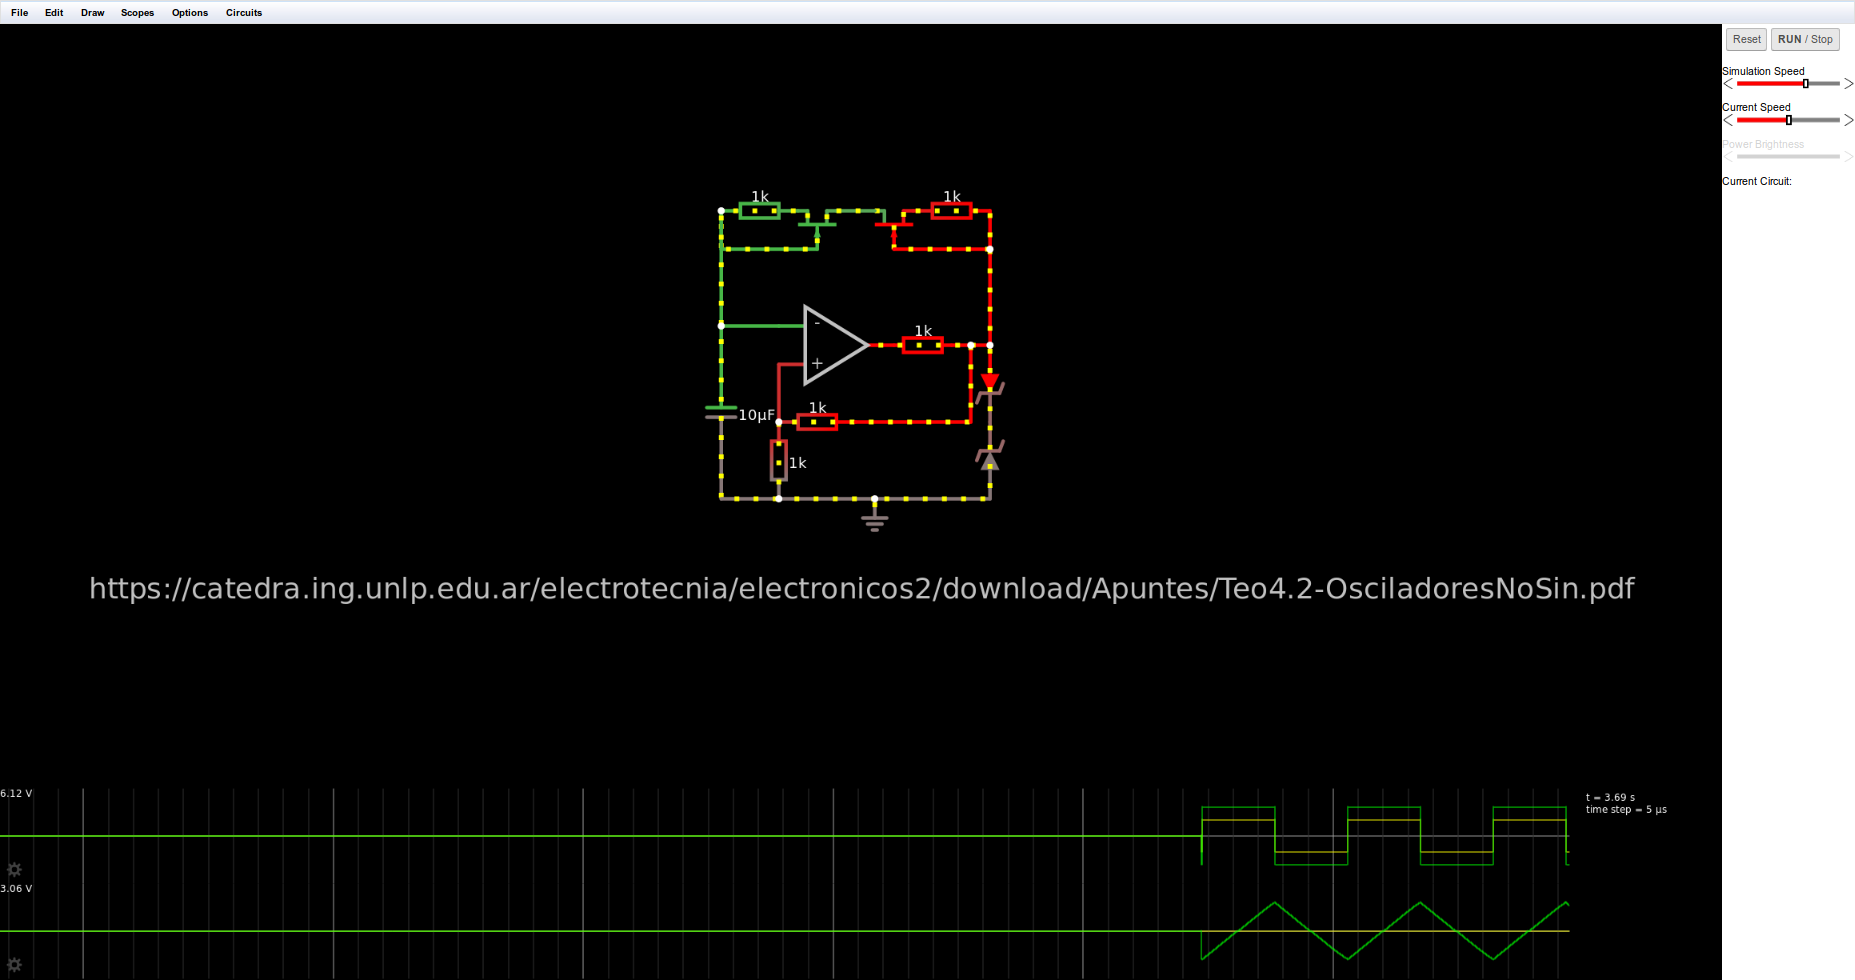 File Edit Draw Scopes Options Circuits
Reset RUN / Stop
Simulation Speed
Current Speed
Power Brightness
Current Circuit:
1k 1k
-
1k
+
1k
10µF
1k
https://catedra.ing.unlp.edu.ar/electrotecnia/electronicos2/download/Apuntes/Teo4.2-OsciladoresNoSin.pdf
6.12 V
t = 3.69 s
time step = 5 µs
3.06 V